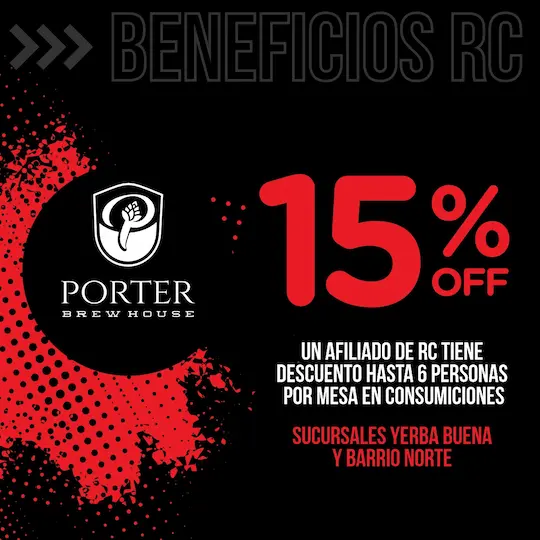 BENEFICIOS RC
PORTER
BREW HOUSE
15%
OFF
UN AFILIADO DE RC TIENE
DESCUENTO HASTA 6 PERSONAS
POR MESA EN CONSUMICIONES
SUCURSALES YERBA BUENA
Y BARRIO NORTE